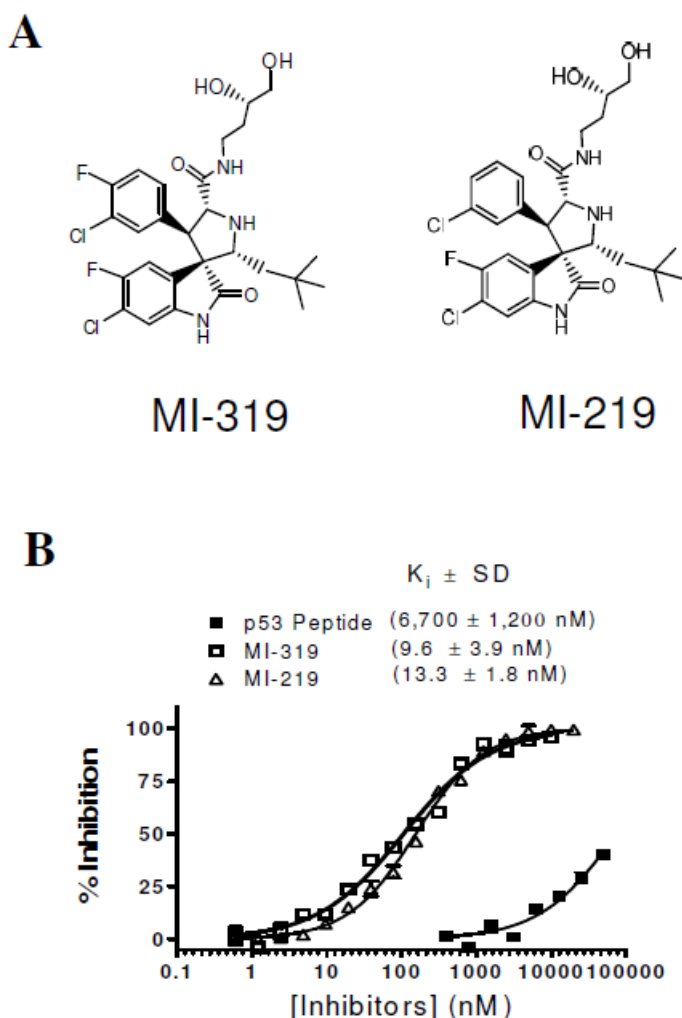 A
OH
HO
O
NH
F
Cl
NH
F
Cl
O
N
H
MI-319
OH
HO
O
NH
Cl
NH
F
Cl
O
N
H
MI-219
B
Ki ± SD
p53 Peptide (6,700 ± 1,200 nM)
MI-319 (9.6 ± 3.9 nM)
MI-219 (13.3 ± 1.8 nM)
100
75
50
25
0
% Inhibition
0.1 1 10 100 1000 10000 100000
[Inhibitors] (nM)